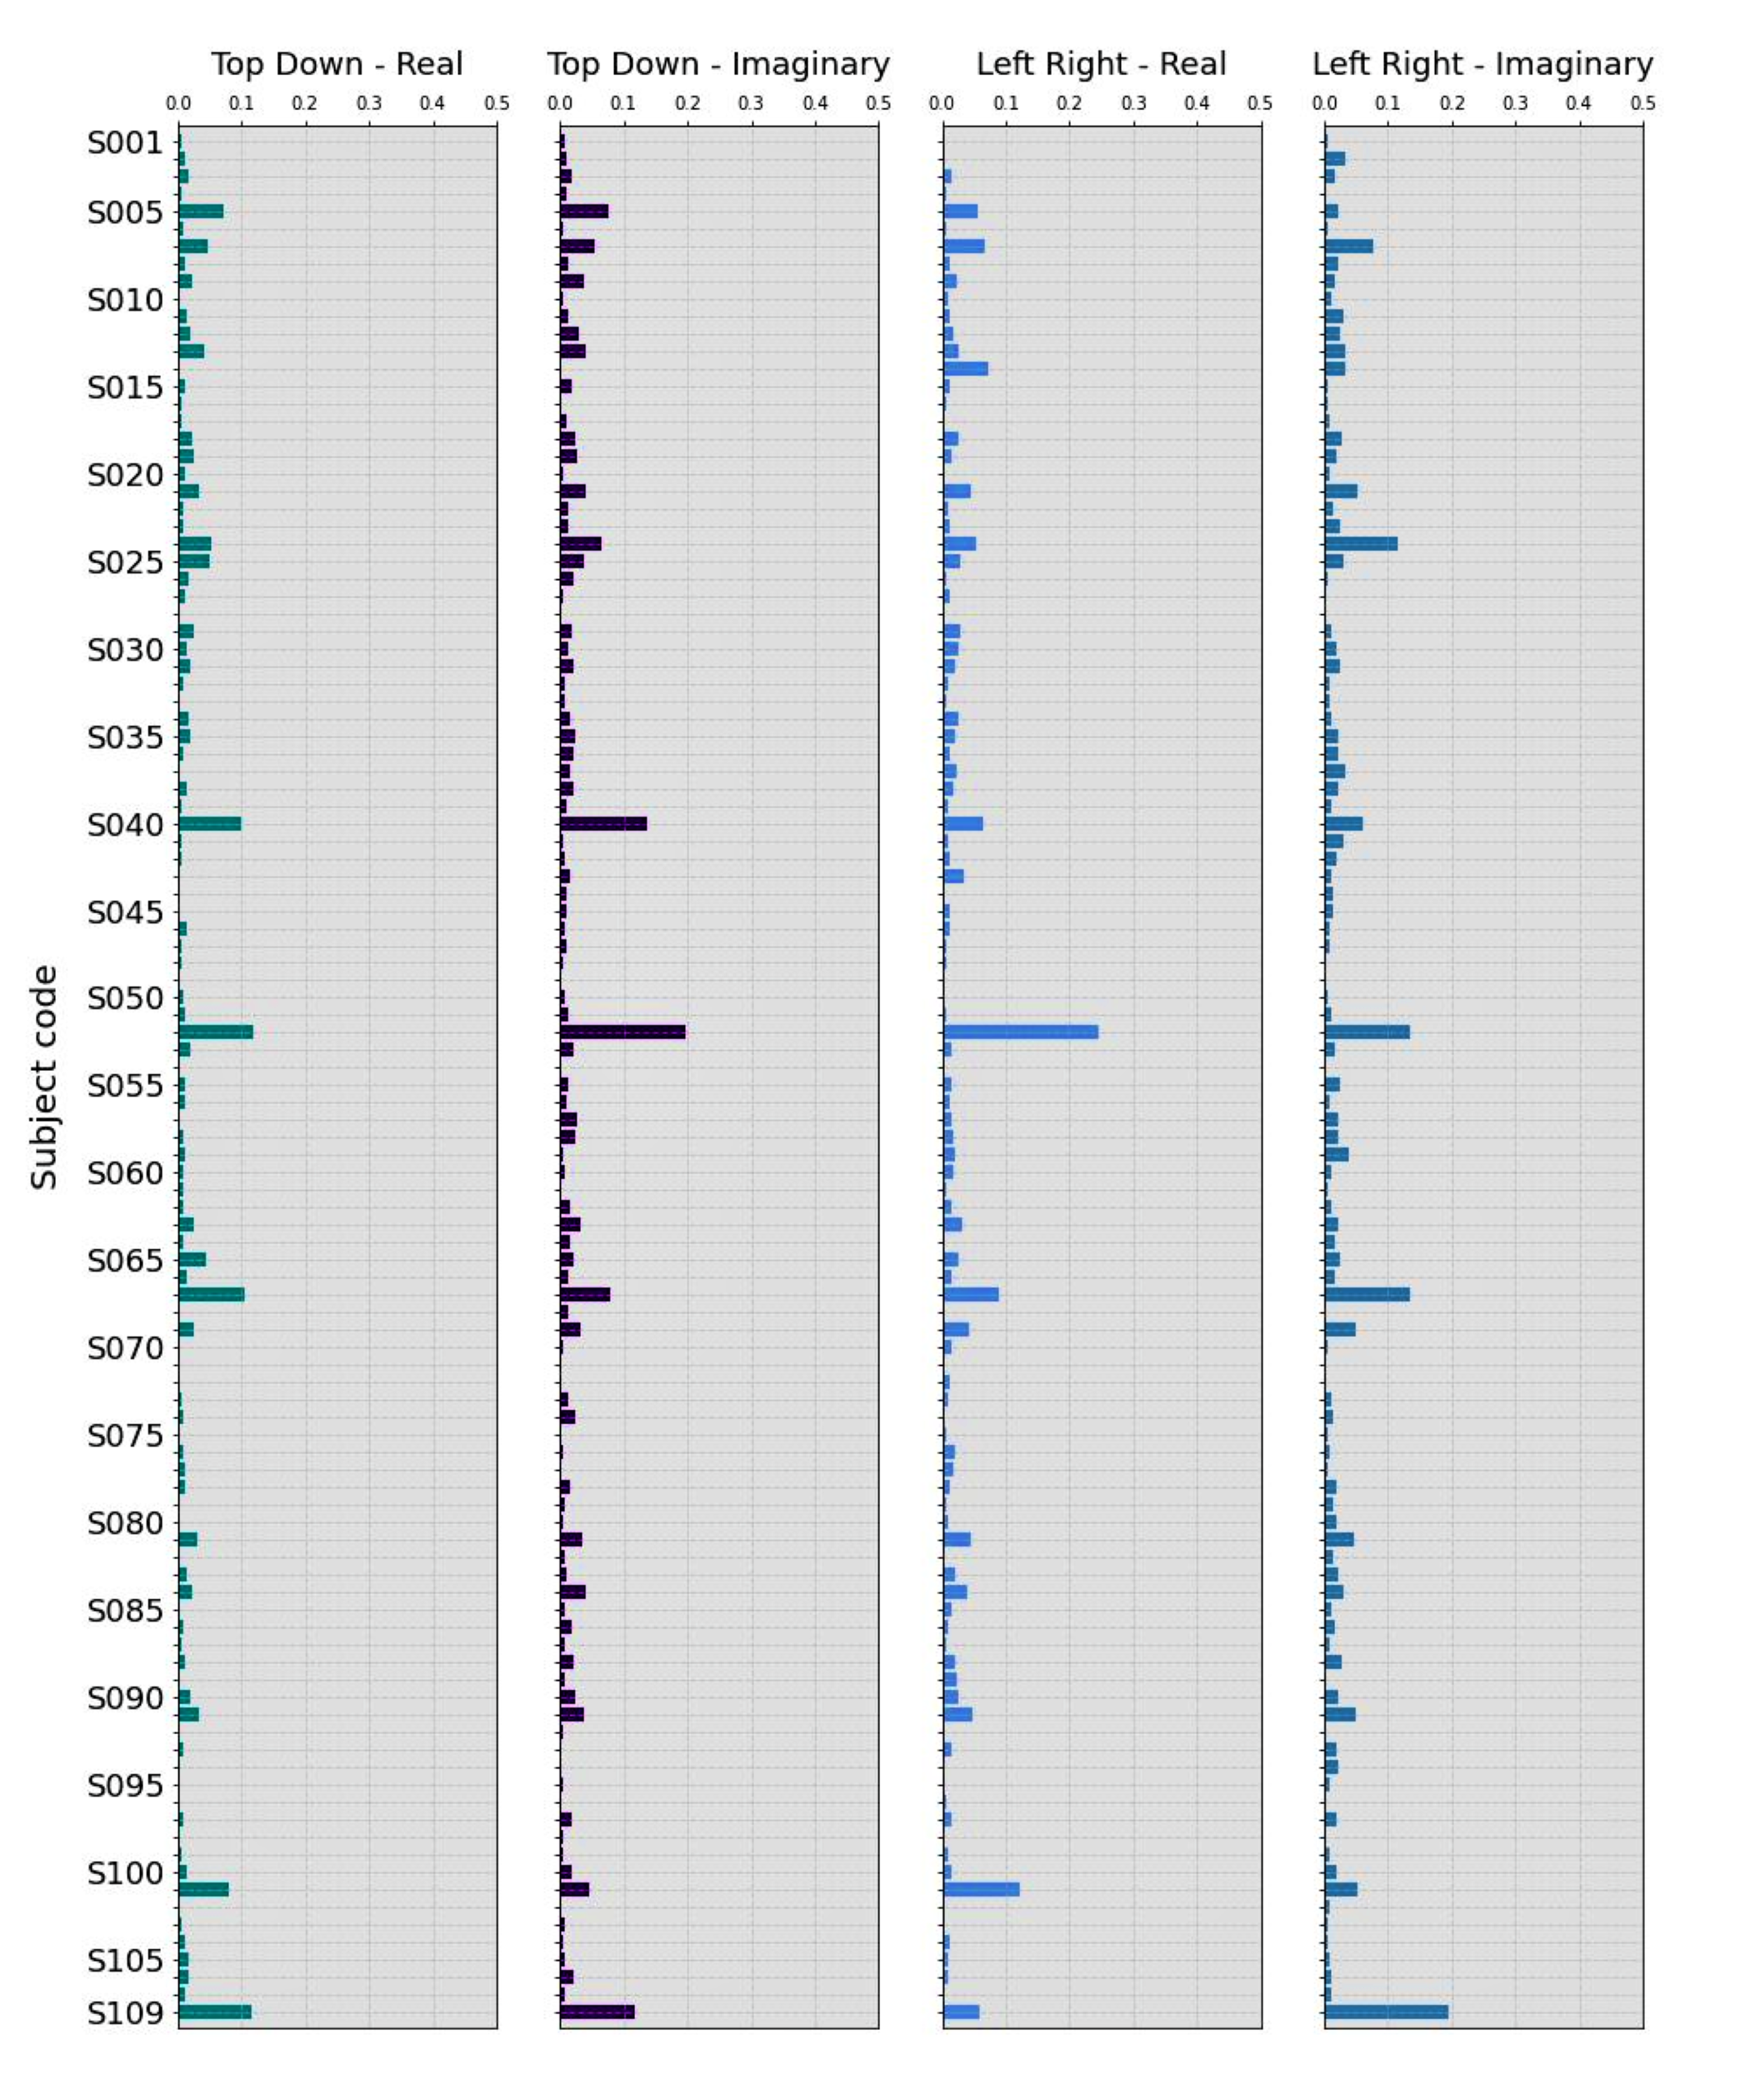 Top Down - Real Top Down - Imaginary Left Right - Real Left Right - Imaginary
0.0 0.1 0.2 0.3 0.4 0.5 0.0 0.1 0.2 0.3 0.4 0.5 0.0 0.1 0.2 0.3 0.4 0.5 0.0 0.1 0.2 0.3 0.4 0.5
S001
S005
S010
S015
S020
S025
S030
S035
S040
S045
S050
S055
S060
S065
S070
S075
S080
S085
S090
S095
S100
S105
S109
Subject code